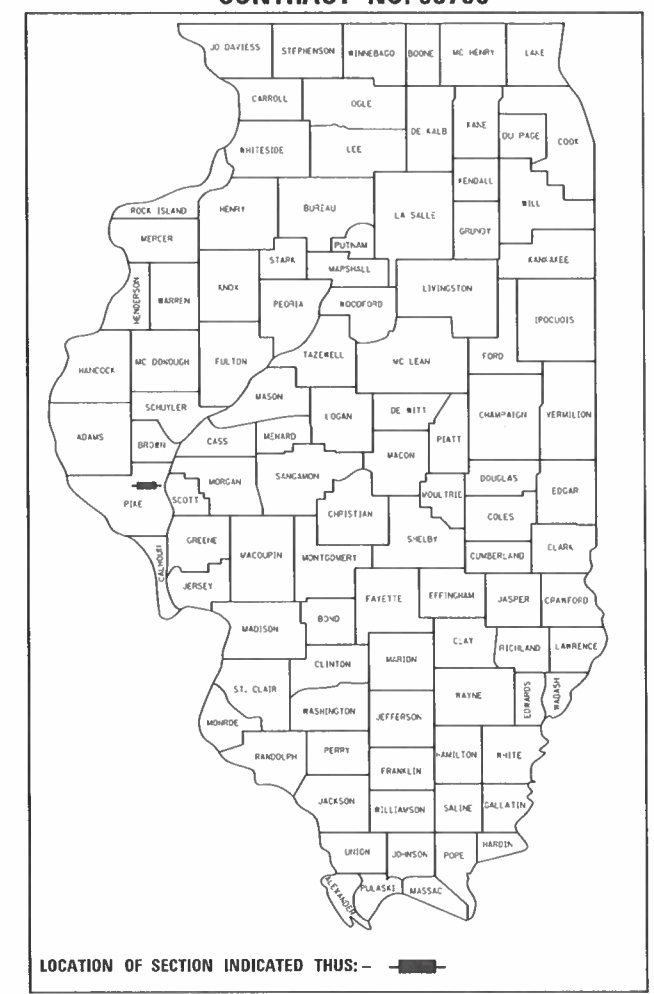 JO DAVIESS STEPHENSON WINNEBAGO BOONE MC HENRY LAKE
CARROLL OGLE DE KALB KANE DU PAGE COOK
WHITESIDE LEE
KENDALL WILL
ROCK ISLAND HENRY BUREAU LA SALLE GRUNDY
MERCER PUTNAM
STARK MARSHALL KANKAKEE
HENDERSON WARREN KNOX PEORIA WOODFORD LIVINGSTON
IPOCUOIS
HANCOCK MC DONOUGH FULTON TAZEWELL MC LEAN FORD
MASON
SCHUYLER LOGAN DE WITT CHAMPAIGN VERMILION
ADAMS BROWN CASS MENARD PIATT
MACON
PIKE SCOTT MORGAN SANGAMON MOULTRIE DOUGLAS EDGAR
CHRISTIAN COLES
GREENE MACOUPIN MONTGOMERY SHELBY CUMBERLAND CLARK
CALHOUN
JERSEY FAYETTE EFFINGHAM JASPER CRAWFORD
MADISON BOND
CLAY RICHLAND LAWRENCE
CLINTON MARION
ST. CLAIR WAYNE EDWARDS WABASH
WASHINGTON JEFFERSON
MONROE
RANDOLPH PERRY HAMILTON WHITE
FRANKLIN
JACKSON WILLIAMSON SALINE GALLATIN
UNION JOHNSON POPE HARDIN
ALEXANDER PULASKI MASSAC
LOCATION OF SECTION INDICATED THUS: –